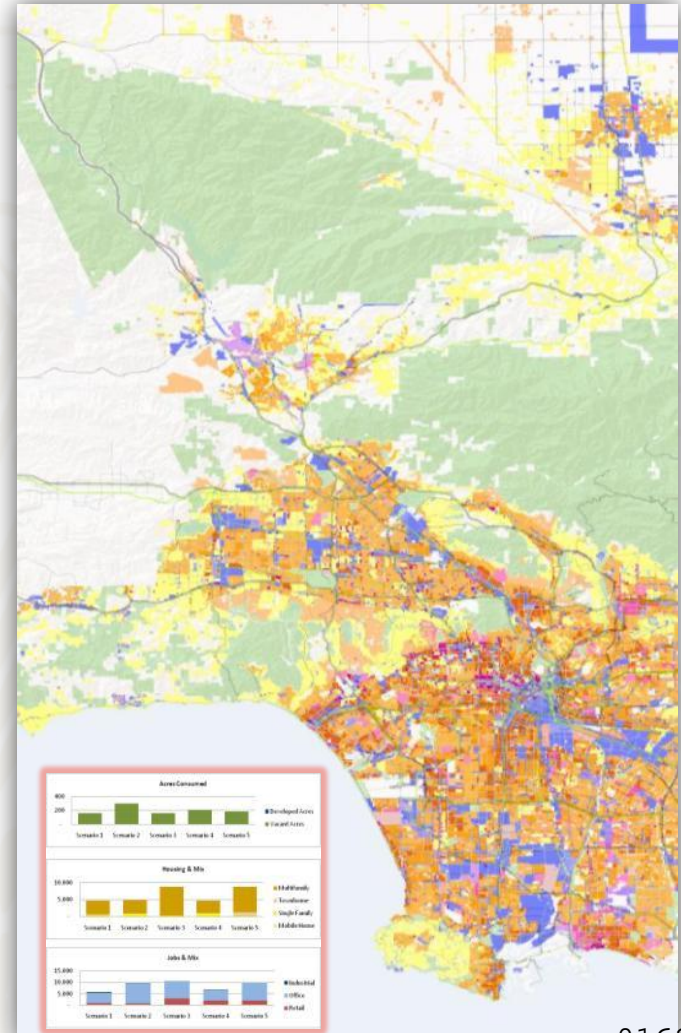 Acres Consumed
400
200
-
Developed Acres
Vacant Acres
Scenario 1 Scenario 2 Scenario 3 Scenario 4 Scenario 5
Housing & Mix
10,000
5,000
-
Multifamily
Townhome
Single Family
Mobile Home
Scenario 1 Scenario 2 Scenario 3 Scenario 4 Scenario 5
Jobs & Mix
15,000
10,000
5,000
-
Industrial
Office
Retail
Scenario 1 Scenario 2 Scenario 3 Scenario 4 Scenario 5